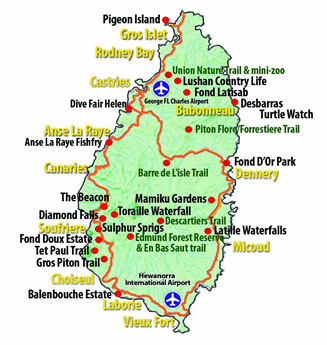 Pigeon Island
Gros Islet
Rodney Bay
Union Nature Trail & mini-zoo
Castries
Lushan Country Life
Fond Latisab
Dive Fair Helen
George FL Charles Airport
Desbarras
Turtle Watch
Babonneau
Anse La Raye
Piton Flore/Forrestiere Trail
Anse La Raye Fishfry
Canaries
Barre de L'isle Trail
Fond D'Or Park
Dennery
The Beacon
Mamiku Gardens
Diamond Falls
Toraille Waterfall
Descartiers Trail
Soufriere
Sulphur Sprigs
Latille Waterfalls
Fond Doux Estate
Edmund Forest Reserve
& En Bas Saut trail
Micoud
Tet Paul Trail
Gros Piton Trail
Choiseul
Hewanorra
International Airport
Balenbouche Estate
Laborie
Vieux Fort